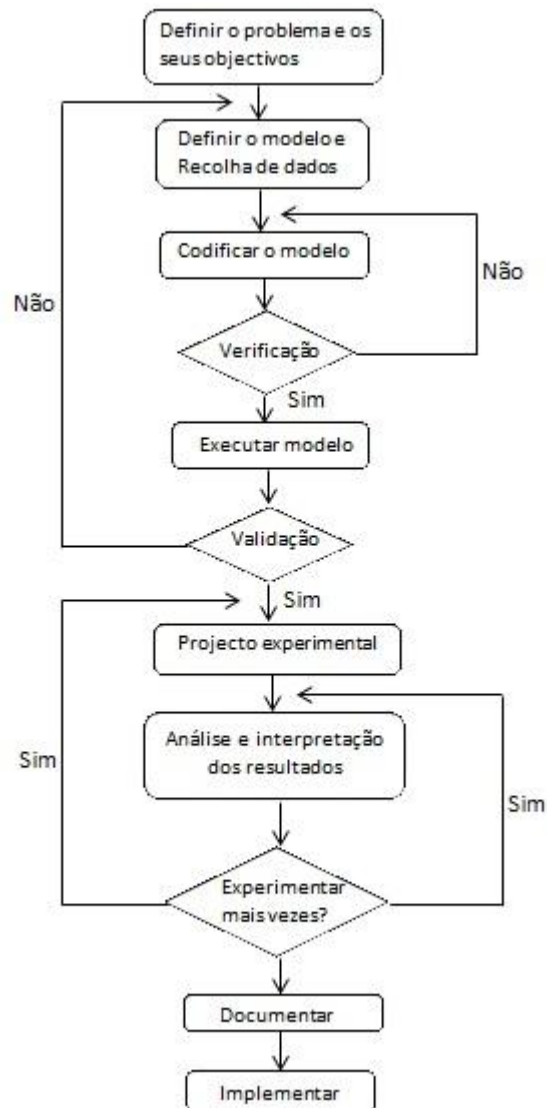 Definir o problema e os
seus objectivos
Definir o modelo e
Recolha de dados
Codificar o modelo
Não
Não
Verificação
Sim
Executar modelo
Validação
Sim
Projecto experimental
Análise e interpretação
dos resultados
Sim
Sim
Experimentar
mais vezes?
Documentar
Implementar